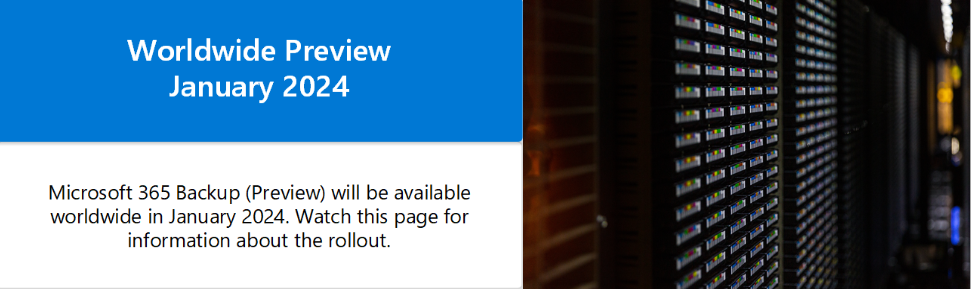 Worldwide Preview
January 2024
Microsoft 365 Backup (Preview) will be available
worldwide in January 2024. Watch this page for
information about the rollout.